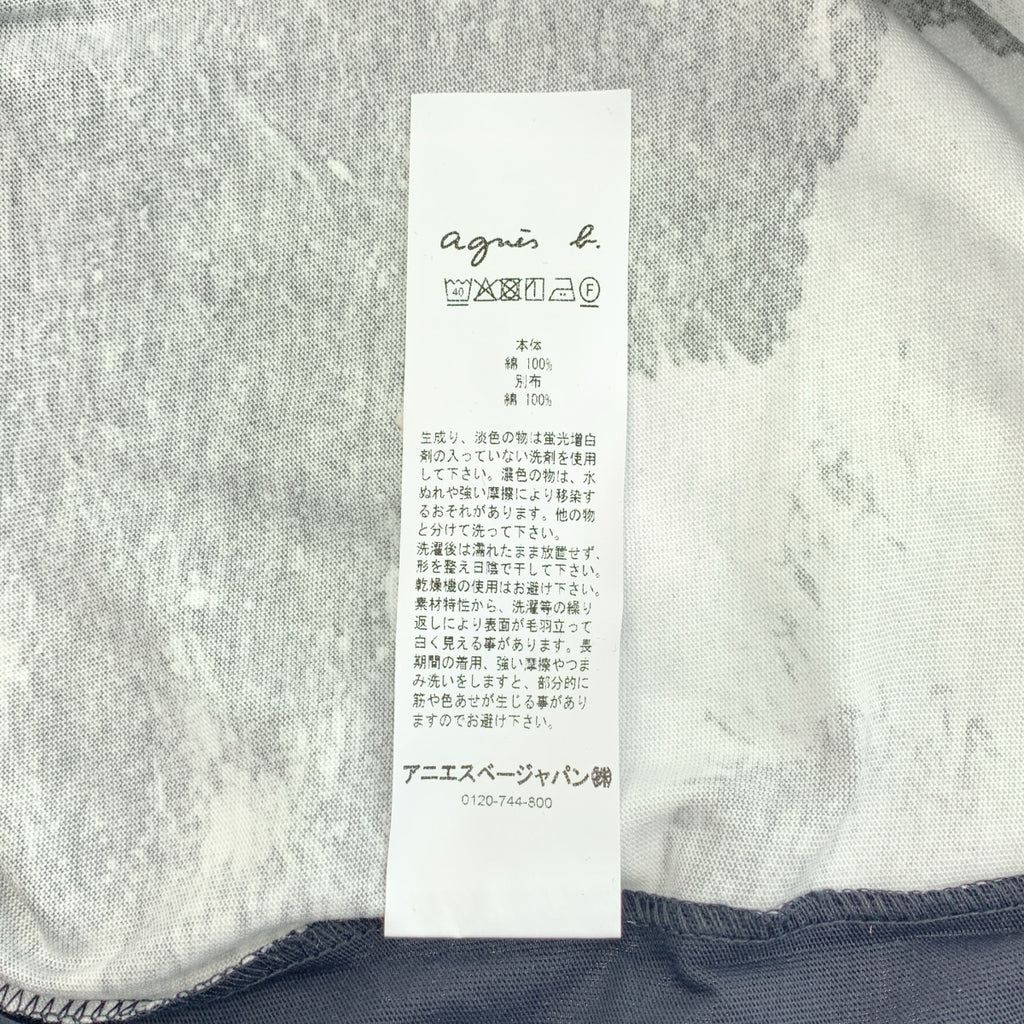 agnès b.
40 F
本体
綿 100%
別布
綿 100%
生成り、淡色の物は蛍光増白
剤の入っていない洗剤を使用
して下さい。濃色の物は、水
ぬれや強い摩擦により移染す
るおそれがあります。他の物
と分けて洗って下さい。
洗濯後は濡れたまま放置せず、
形を整え日陰で干して下さい。
乾燥機の使用はお避け下さい。
素材特性から、洗濯等の繰り
返しにより表面が毛羽立って
白く見える事があります。長
期間の着用、強い摩擦やつま
み洗いをしますと、部分的に
筋や色あせが生じる事があり
ますのでお避け下さい。
アニエスベージャパン㈱
0120-744-800